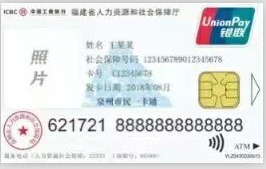 ICBC 中国工商银行 福建省人力资源和社会保障厅
UnionPay
银联
照片
姓名 王某某
社会保障号码 123456789012345678
卡号 A12345678
发卡日期 2018年08月
泉州市民一卡通
621721 8888888888888
ATM